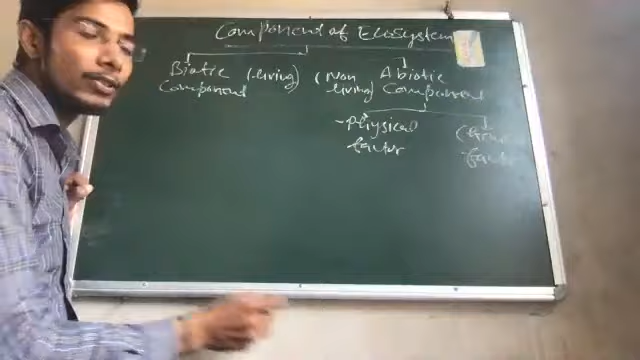 Component of Ecosystem
Biotic (living)
Component
(Non living) Abiotic
Component
- Physical
factor